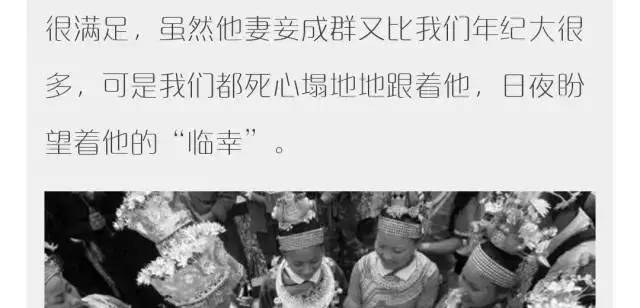 很满足，虽然他妻妾成群又比我们年纪大很
多，可是我们都死心塌地地跟着他，日夜盼
望着他的“临幸”。